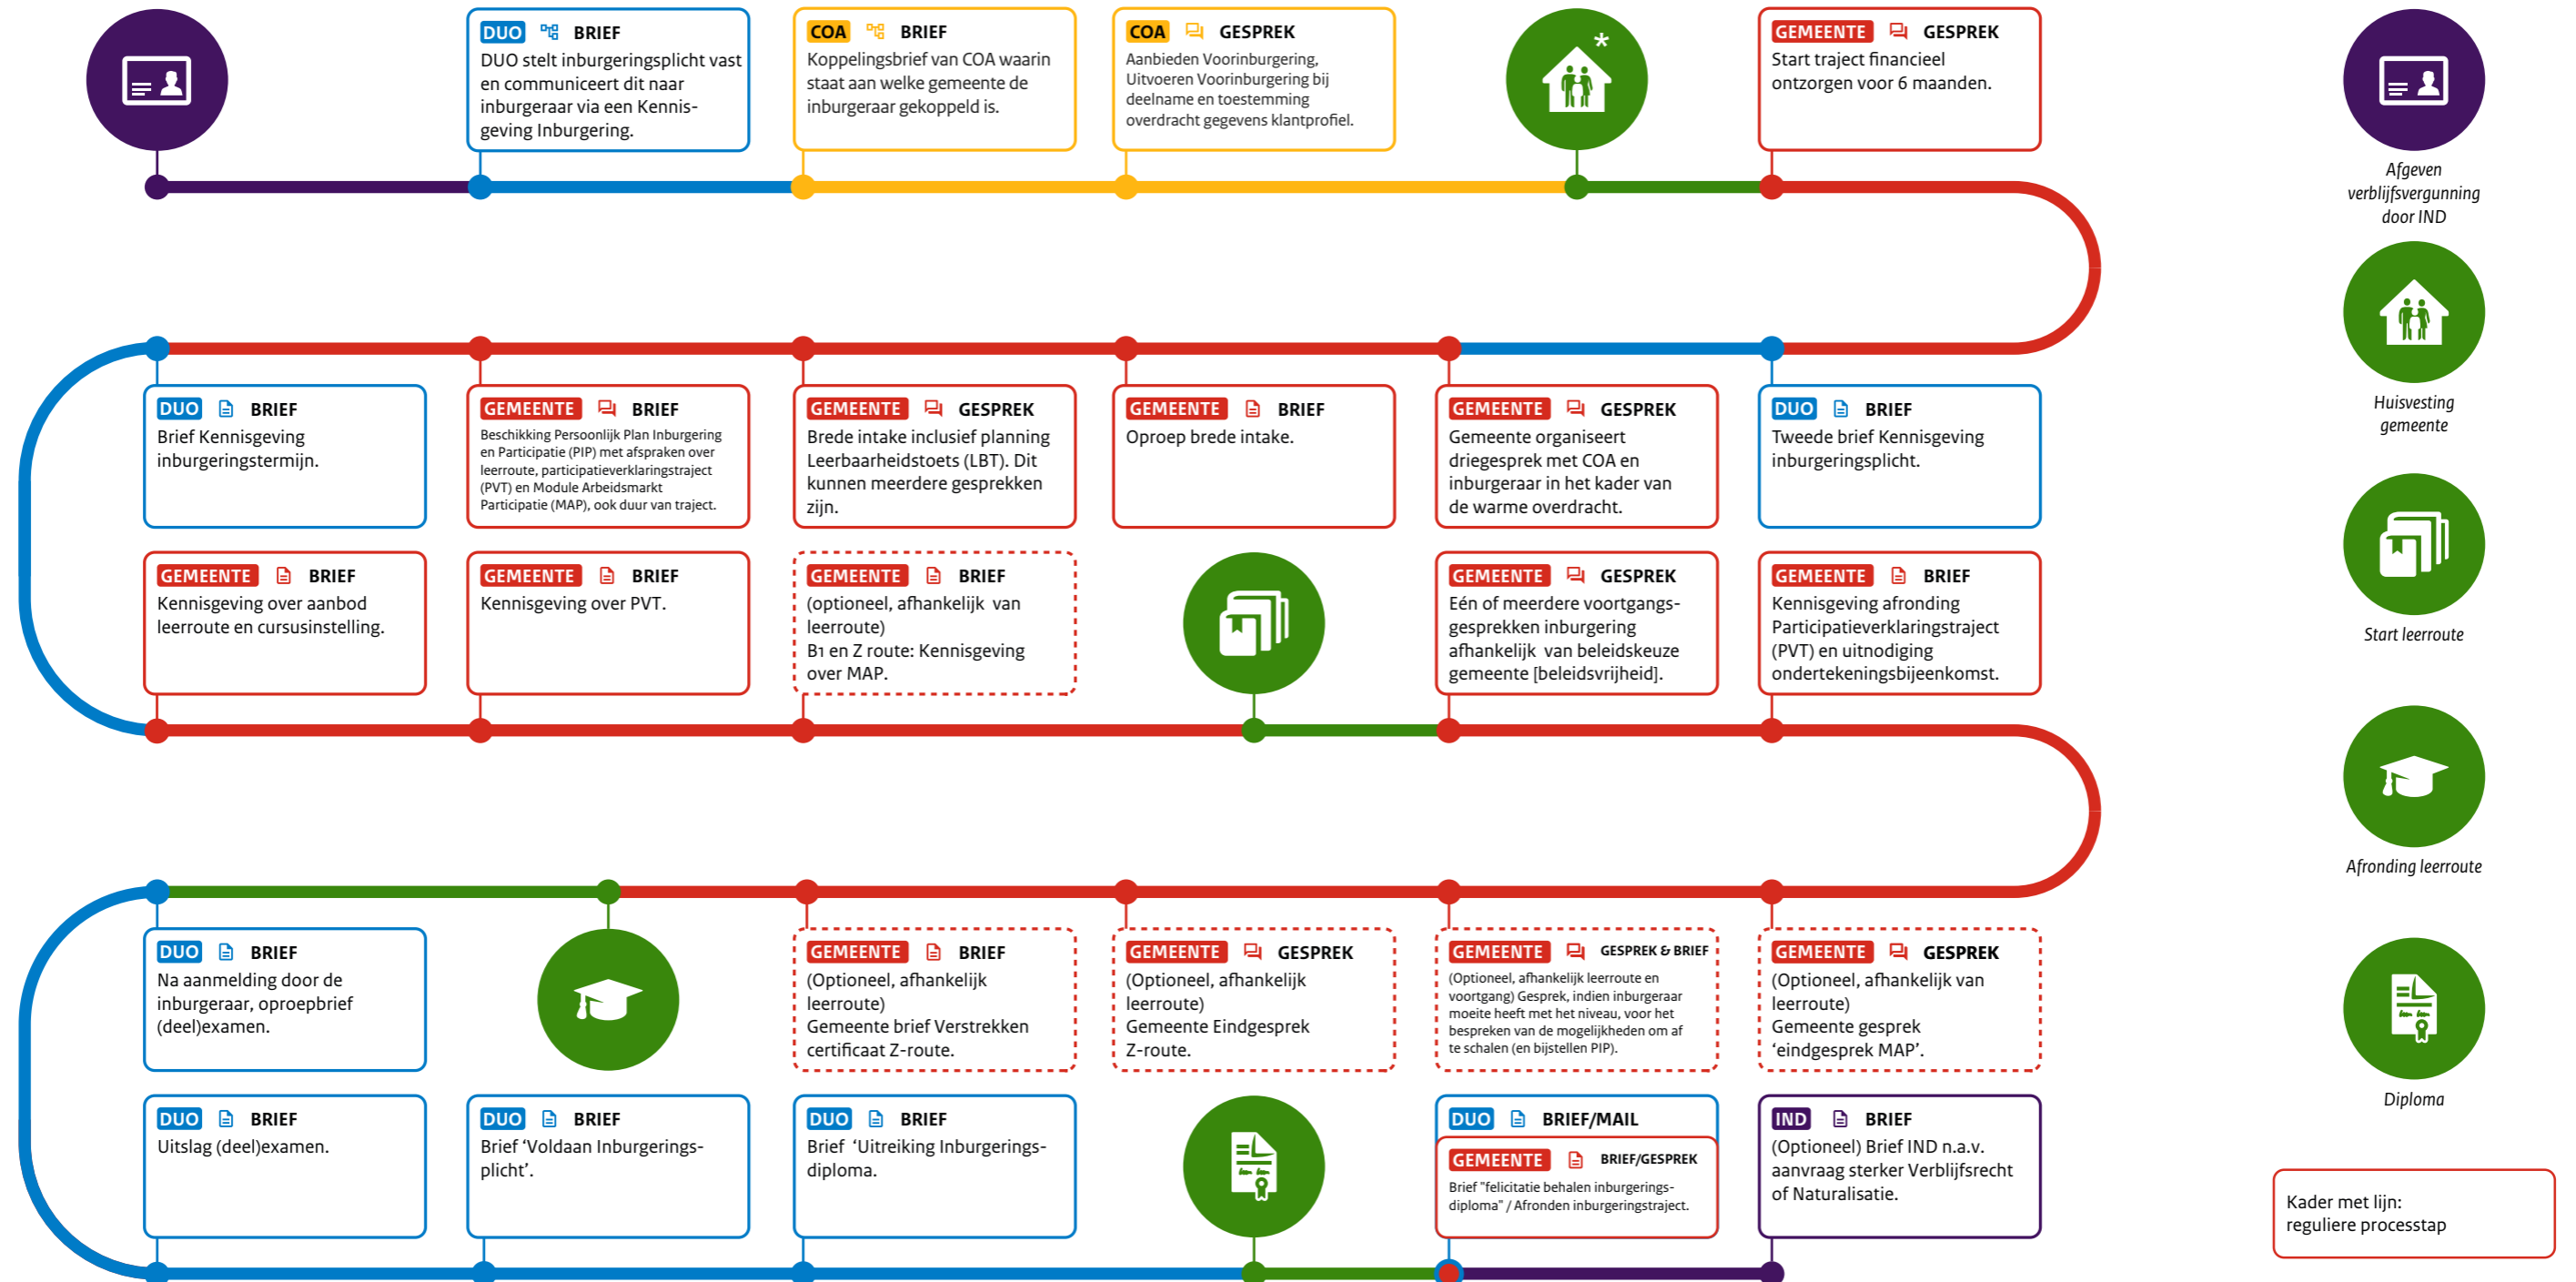 DUO BRIEF
DUO stelt inburgeringsplicht vast
en communiceert dit naar
inburgeraar via een Kennis-
geving Inburgering.
COA BRIEF
Koppelingsbrief van COA waarin
staat aan welke gemeente de
inburgeraar gekoppeld is.
COA GESPREK
Aanbieden Voorinburgering,
Uitvoeren Voorinburgering bij
deelname en toestemming
overdracht gegevens klantprofiel.
*
GEMEENTE GESPREK
Start traject financieel
ontzorgen voor 6 maanden.
DUO BRIEF
Brief Kennisgeving
inburgeringstermijn.
GEMEENTE BRIEF
Beschikking Persoonlijk Plan Inburgering
en Participatie (PIP) met afspraken over
leerroute, participatieverklaringstraject
(PVT) en Module Arbeidsmarkt
Participatie (MAP), ook duur van traject.
GEMEENTE GESPREK
Brede intake inclusief planning
Leerbaarheidstoets (LBT). Dit
kunnen meerdere gesprekken
zijn.
GEMEENTE BRIEF
Oproep brede intake.
GEMEENTE GESPREK
Gemeente organiseert
driegesprek met COA en
inburgeraar in het kader van
de warme overdracht.
DUO BRIEF
Tweede brief Kennisgeving
inburgeringsplicht.
GEMEENTE BRIEF
Kennisgeving over aanbod
leerroute en cursusinstelling.
GEMEENTE BRIEF
Kennisgeving over PVT.
GEMEENTE BRIEF
(optioneel, afhankelijk van
leerroute)
B1 en Z route: Kennisgeving
over MAP.
GEMEENTE GESPREK
Eén of meerdere voortgangs-
gesprekken inburgering
afhankelijk van beleidskeuze
gemeente [beleidsvrijheid].
GEMEENTE BRIEF
Kennisgeving afronding
Participatieverklaringstraject
(PVT) en uitnodiging
ondertekeningsbijeenkomst.
DUO BRIEF
Na aanmelding door de
inburgeraar, oproepbrief
(deel)examen.
GEMEENTE BRIEF
(Optioneel, afhankelijk
leerroute)
Gemeente brief Verstrekken
certificaat Z-route.
GEMEENTE GESPREK
(Optioneel, afhankelijk
leerroute)
Gemeente Eindgesprek
Z-route.
GEMEENTE GESPREK & BRIEF
(Optioneel, afhankelijk leerroute en
voortgang) Gesprek, indien inburgeraar
moeite heeft met het niveau, voor het
bespreken van de mogelijkheden om af
te schalen (en bijstellen PIP).
GEMEENTE GESPREK
(Optioneel, afhankelijk van
leerroute)
Gemeente gesprek
‘eindgesprek MAP’.
DUO BRIEF
Uitslag (deel)examen.
DUO BRIEF
Brief ‘Voldaan Inburgerings-
plicht’.
DUO BRIEF
Brief ‘Uitreiking Inburgerings-
diploma.
DUO BRIEF/MAIL
GEMEENTE BRIEF/GESPREK
Brief "felicitatie behalen inburgerings-
diploma" / Afronden inburgeringstraject.
IND BRIEF
(Optioneel) Brief IND n.a.v.
aanvraag sterker Verblijfsrecht
of Naturalisatie.
Afgeven
verblijfsvergunning
door IND
Huisvesting
gemeente
Start leerroute
Afronding leerroute
Diploma
Kader met lijn:
reguliere processtap